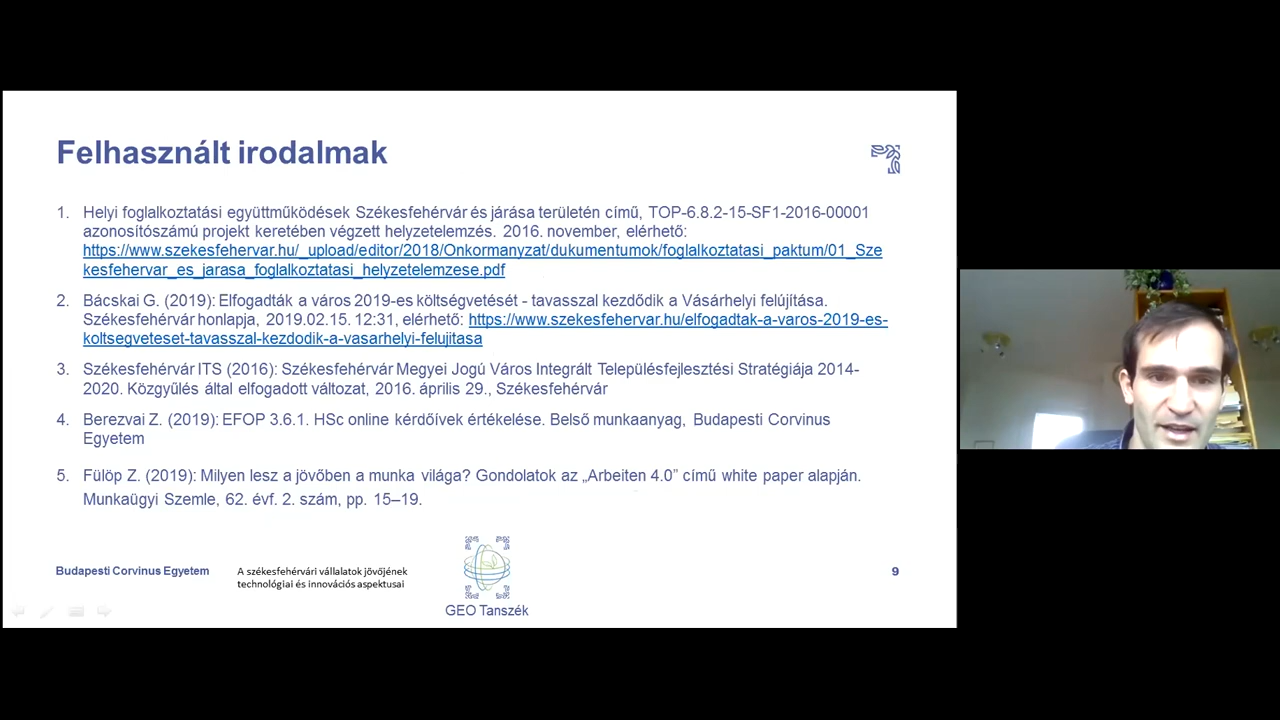 Felhasznált irodalmak
1. Helyi foglalkoztatási együttműködések Székesfehérvár és járása területén című, TOP-6.8.2-15-SF1-2016-00001
azonosítószámú projekt keretében végzett helyzetelemzés. 2016. november, elérhető:
https://www.szekesfehervar.hu/_upload/editor/2018/Onkormanyzat/dukumentumok/foglalkoztatasi_paktum/01_Sze
kesfehervar_es_jarasa_foglalkoztatasi_helyzetelemzese.pdf
2. Bácskai G. (2019): Elfogadták a város 2019-es költségvetését - tavasszal kezdődik a Vásárhelyi felújítása.
Székesfehérvár honlapja, 2019.02.15. 12:31, elérhető: https://www.szekesfehervar.hu/elfogadtak-a-varos-2019-es-
koltsegveteset-tavasszal-kezdodik-a-vasarhelyi-felujitasa
3. Székesfehérvár ITS (2016): Székesfehérvár Megyei Jogú Város Integrált Településfejlesztési Stratégiája 2014-
2020. Közgyűlés által elfogadott változat, 2016. április 29., Székesfehérvár
4. Berezvai Z. (2019): EFOP 3.6.1. HSc online kérdőívek értékelése. Belső munkaanyag, Budapesti Corvinus
Egyetem
5. Fülöp Z. (2019): Milyen lesz a jövőben a munka világa? Gondolatok az „Arbeiten 4.0” című white paper alapján.
Munkaügyi Szemle, 62. évf. 2. szám, pp. 15–19.
Budapesti Corvinus Egyetem
A székesfehérvári vállalatok jövőjének
technológiai és innovációs aspektusai
GEO Tanszék
9